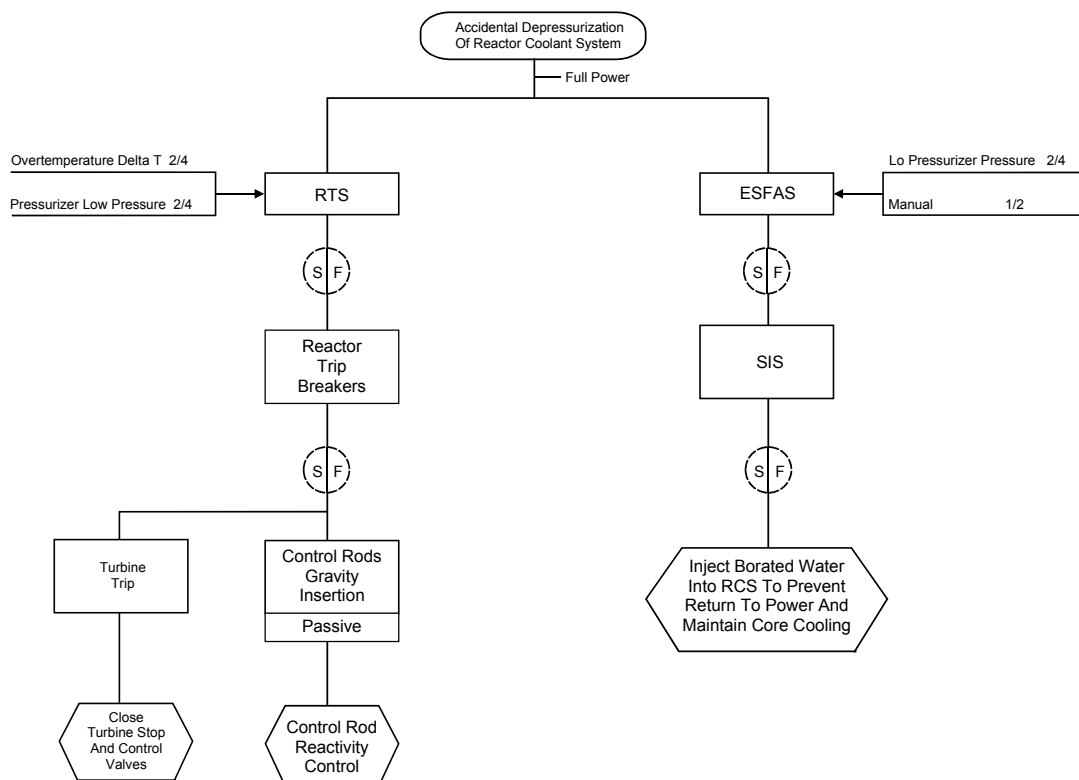 Accidental Depressurization
Of Reactor Coolant System
Full Power
Overtemperature Delta T 2/4
Pressurizer Low Pressure 2/4
RTS
ESFAS
Lo Pressurizer Pressure 2/4
Manual 1/2
S F
S F
Reactor
Trip
Breakers
SIS
S F
S F
Turbine
Trip
Control Rods
Gravity
Insertion
Passive
Inject Borated Water
Into RCS To Prevent
Return To Power And
Maintain Core Cooling
Close
Turbine Stop
And Control
Valves
Control Rod
Reactivity
Control